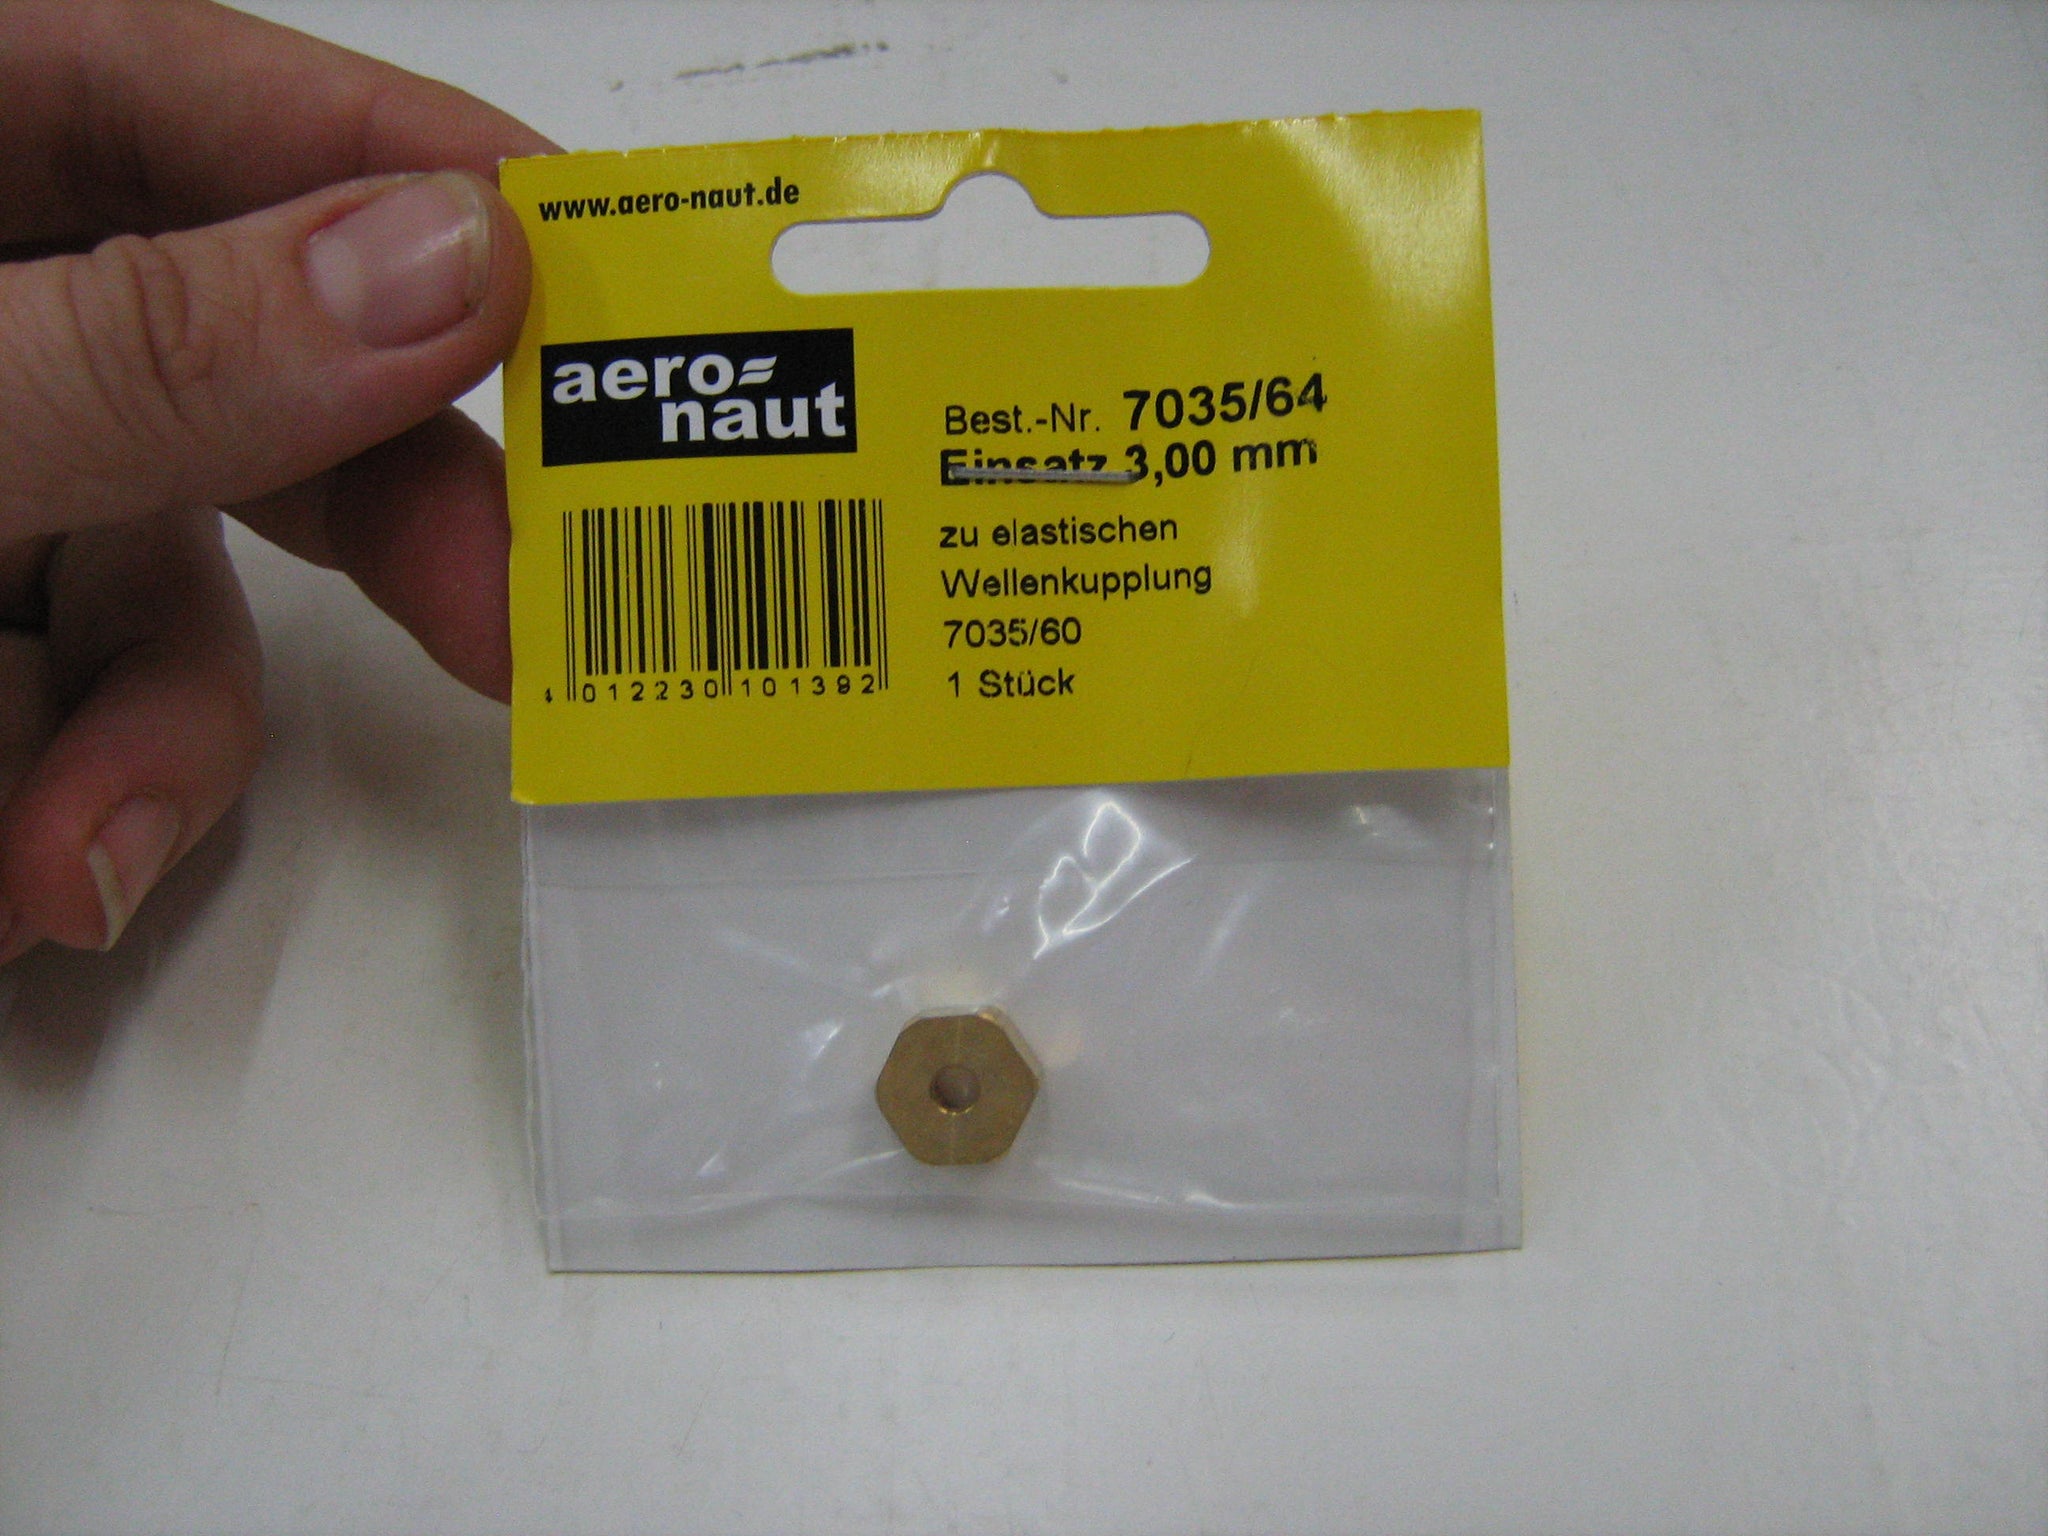 www.aero-naut.de
aero=
naut
Best.-Nr. 7035/64
Einsatz 3,00 mm
zu elastischen
Wellenkupplung
7035/60
1 Stück
4 012230 101392